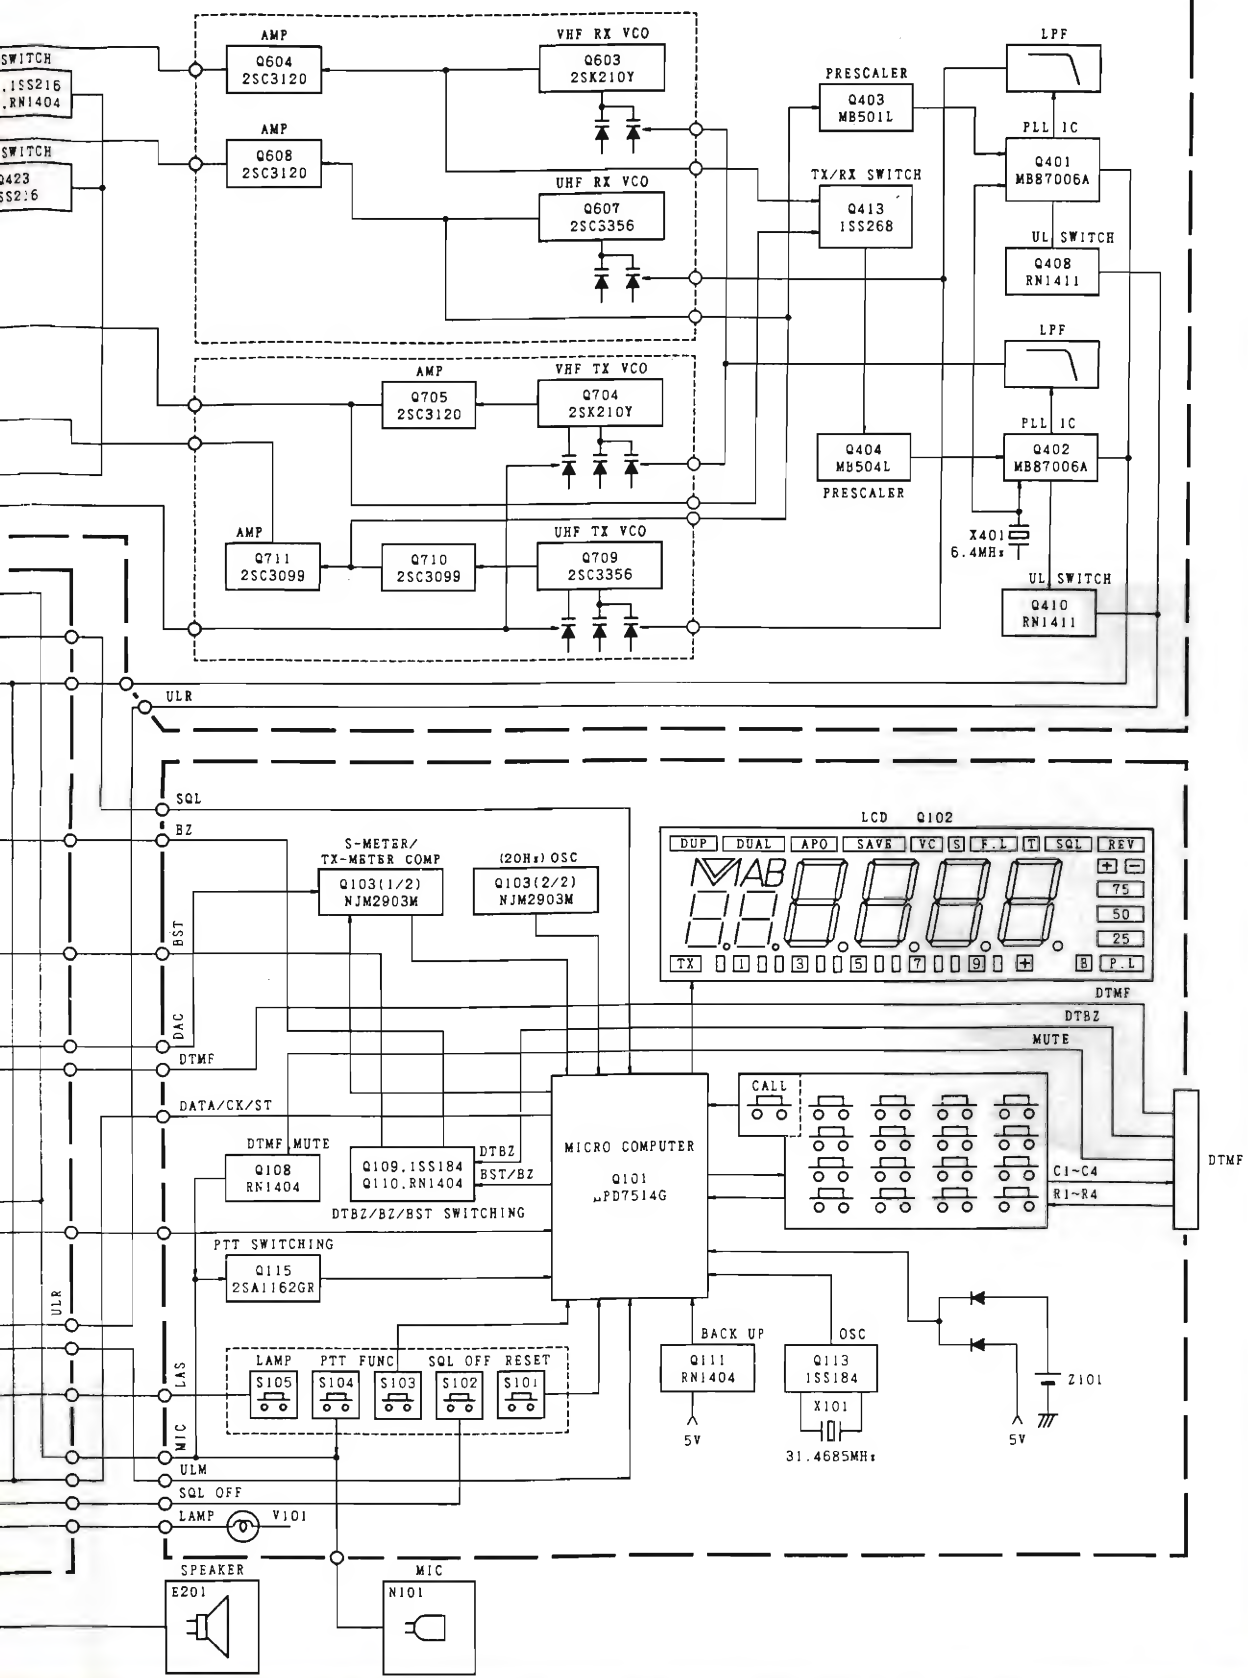 SWITCH
.1SS216
.RN1404
SWITCH
Q423
SS216
AMP
Q604
2SC3120
VHF RX VCO
Q603
2SK210Y
AMP
Q608
2SC3120
UHF RX VCO
Q607
2SC3356
PRESCALER
Q403
MB501L
TX/RX SWITCH
Q413
1SS268
LPF
PLL IC
Q401
MB87006A
UL SWITCH
Q408
RN1411
LPF
PLL IC
Q402
MB87006A
AMP
Q705
2SC3120
VHF TX VCO
Q704
2SK210Y
Q404
MB504L
PRESCALER
X401
6.4MHz
AMP
Q711
2SC3099
Q710
2SC3099
UHF TX VCO
Q709
2SC3356
UL SWITCH
Q410
RN1411
ULR
SQL
BZ
S-METER/
TX-METER COMP
Q103(1/2)
NJM2903M
(20Hz) OSC
Q103(2/2)
NJM2903M
LCD Q102
DUP DUAL APO SAVE VC S F.L T SQL REV
AB
+ -
75
50
25
TX 1 3 5 7 9 + B P.L
BST
DAC
DTMF
DTMF
DTBZ
MUTE
DATA/CK/ST
CALL
DTMF MUTE
Q108
RN1404
Q109.1SS184
Q110.RN1404
DTBZ
BST/BZ
DTBZ/BZ/BST SWITCHING
MICRO COMPUTER
Q101
μPD7514G
C1~C4
R1~R4
DTMF
PTT SWITCHING
Q115
2SA1162GR
ULR
LAMP PTT FUNC SQL OFF RESET
S105 S104 S103 S102 S101
BACK UP
Q111
RN1404
5V
OSC
Q113
1SS184
X101
31.4685MHz
Z101
5V
LAS
MIC
ULM
SQL OFF
LAMP V101
SPEAKER
E201
MIC
N101